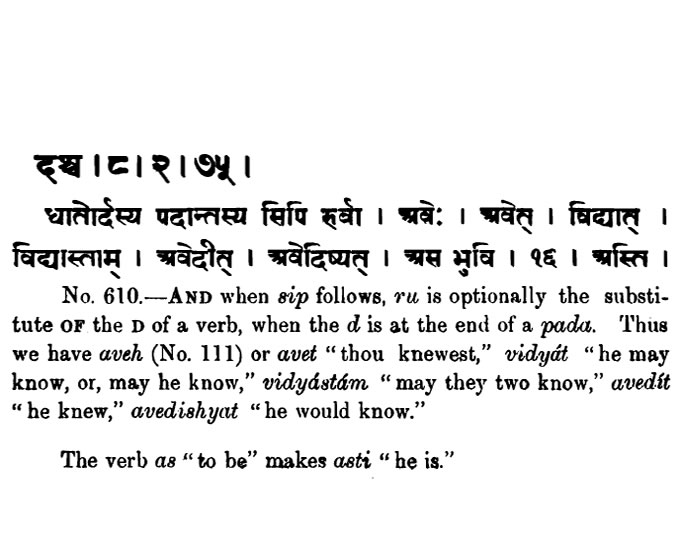 दश्च । ८ । २ । ७५ ।
धातोर्दस्य पदान्तस्य सिपि रुर्वा । अवेः । अवेत् । विद्यात् ।
विद्यास्ताम् । अवेदीत् । अवेदिष्यत् । अस भुवि । १६ । अस्ति ।
No. 610.—AND when sip follows, ru is optionally the substi-
tute OF the D of a verb, when the d is at the end of a pada. Thus
we have aveh (No. 111) or avet “thou knewest,” vidyát “he may
know, or, may he know,” vidyástám “may they two know,” avedít
“he knew,” avedishyat “he would know.”
The verb as “to be” makes asti “he is.”